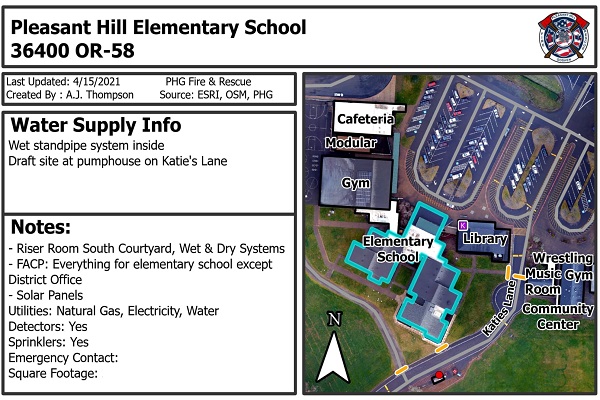 Pleasant Hill Elementary School
36400 OR-58
Last Updated: 4/15/2021 PHG Fire & Rescue
Created By : A.J. Thompson Source: ESRI, OSM, PHG
Water Supply Info
Wet standpipe system inside
Draft site at pumphouse on Katie's Lane
Notes:
- Riser Room South Courtyard, Wet & Dry Systems
- FACP: Everything for elementary school except
District Office
- Solar Panels
Utilities: Natural Gas, Electricity, Water
Detectors: Yes
Sprinklers: Yes
Emergency Contact:
Square Footage:
Cafeteria
Modular
Gym
Elementary
School
K
Library
Wrestling
Gym
Music
Room
Community
Center
Katies Lane
N